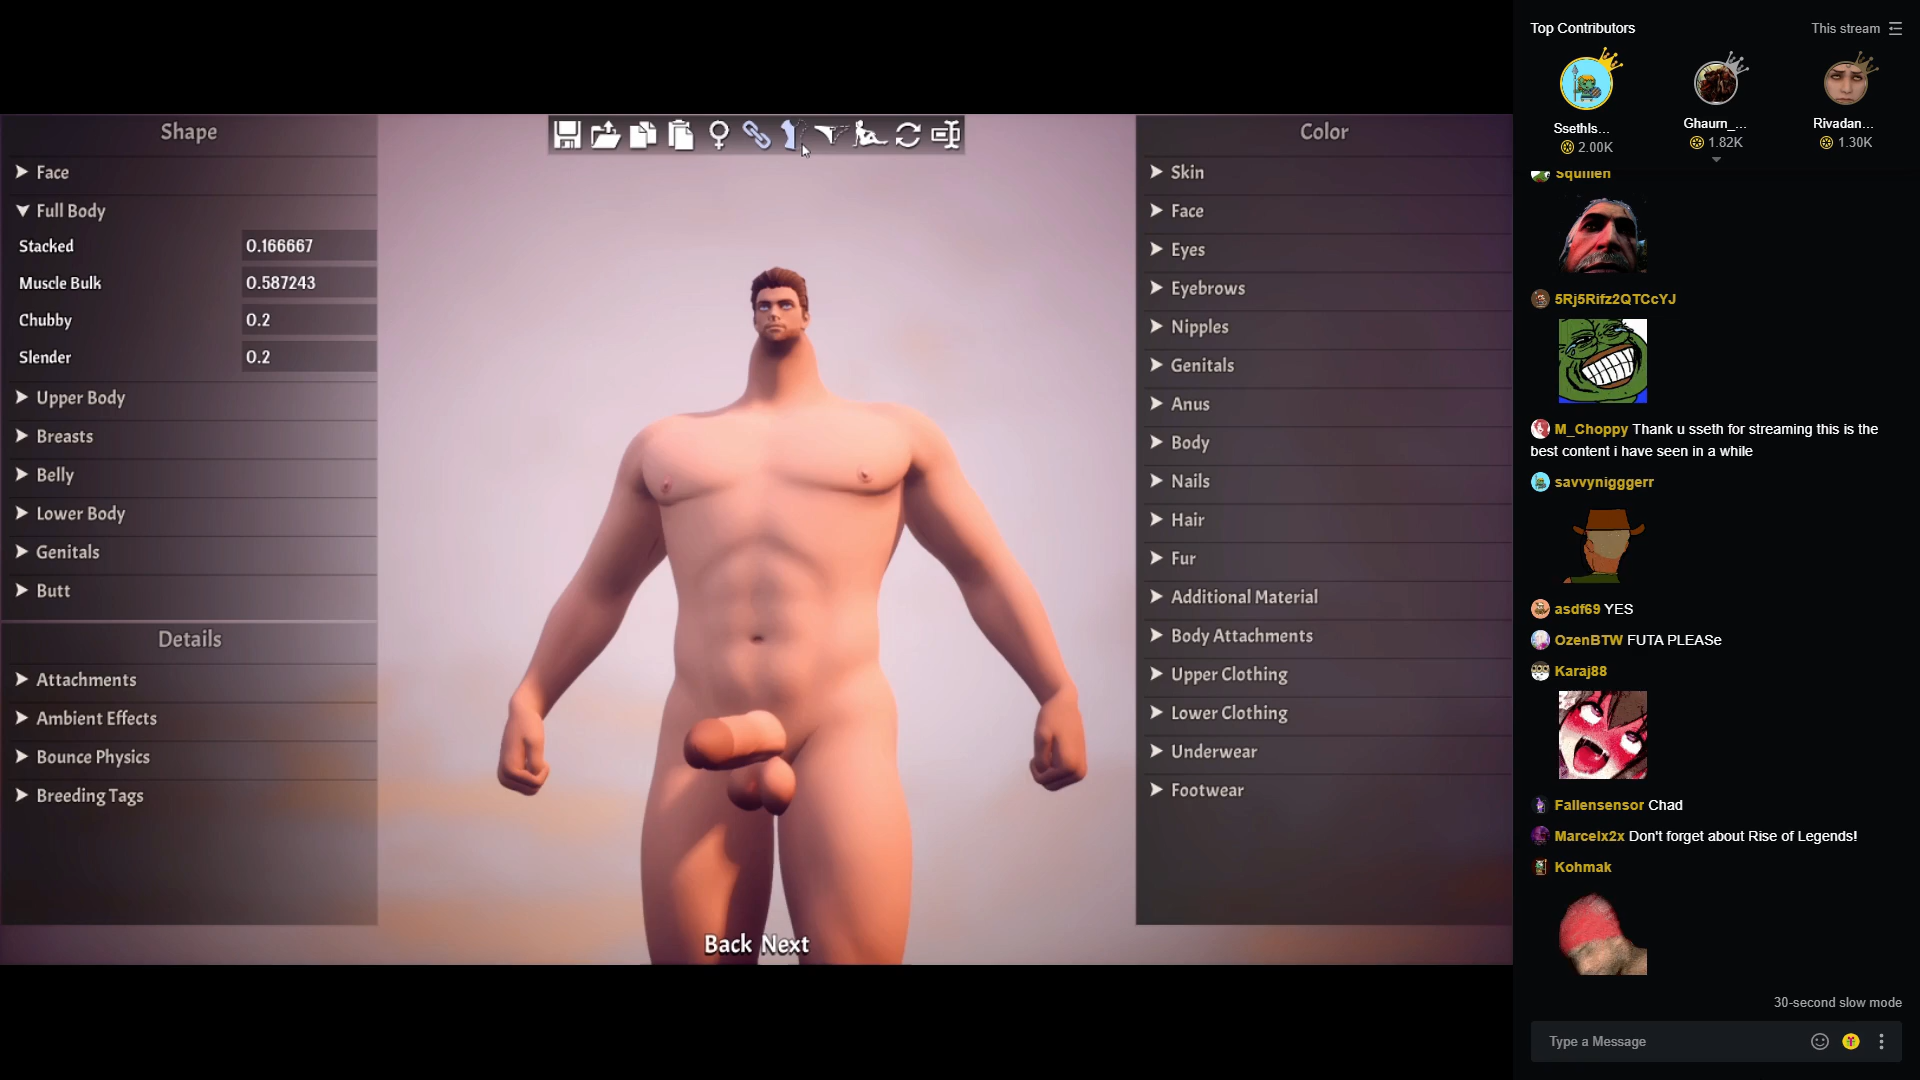 Shape
Face
Full Body
Stacked 0.166667
Muscle Bulk 0.587243
Chubby 0.2
Slender 0.2
Upper Body
Breasts
Belly
Lower Body
Genitals
Butt
Details
Attachments
Ambient Effects
Bounce Physics
Breeding Tags
Back Next
Color
Skin
Face
Eyes
Eyebrows
Nipples
Genitals
Anus
Body
Nails
Hair
Fur
Additional Material
Body Attachments
Upper Clothing
Lower Clothing
Underwear
Footwear
Top Contributors This stream
SsethIs... Ghaurn_... Rivadan...
2.00K 1.82K 1.30K
5Rj5Rifz2QTCcYJ
M_Choppy Thank u sseth for streaming this is the
best content i have seen in a while
savvynigggerr
asdf69 YES
OzenBTW FUTA PLEASe
Karaj88
Fallensensor Chad
Marcelx2x Don't forget about Rise of Legends!
Kohmak
30-second slow mode
Type a Message